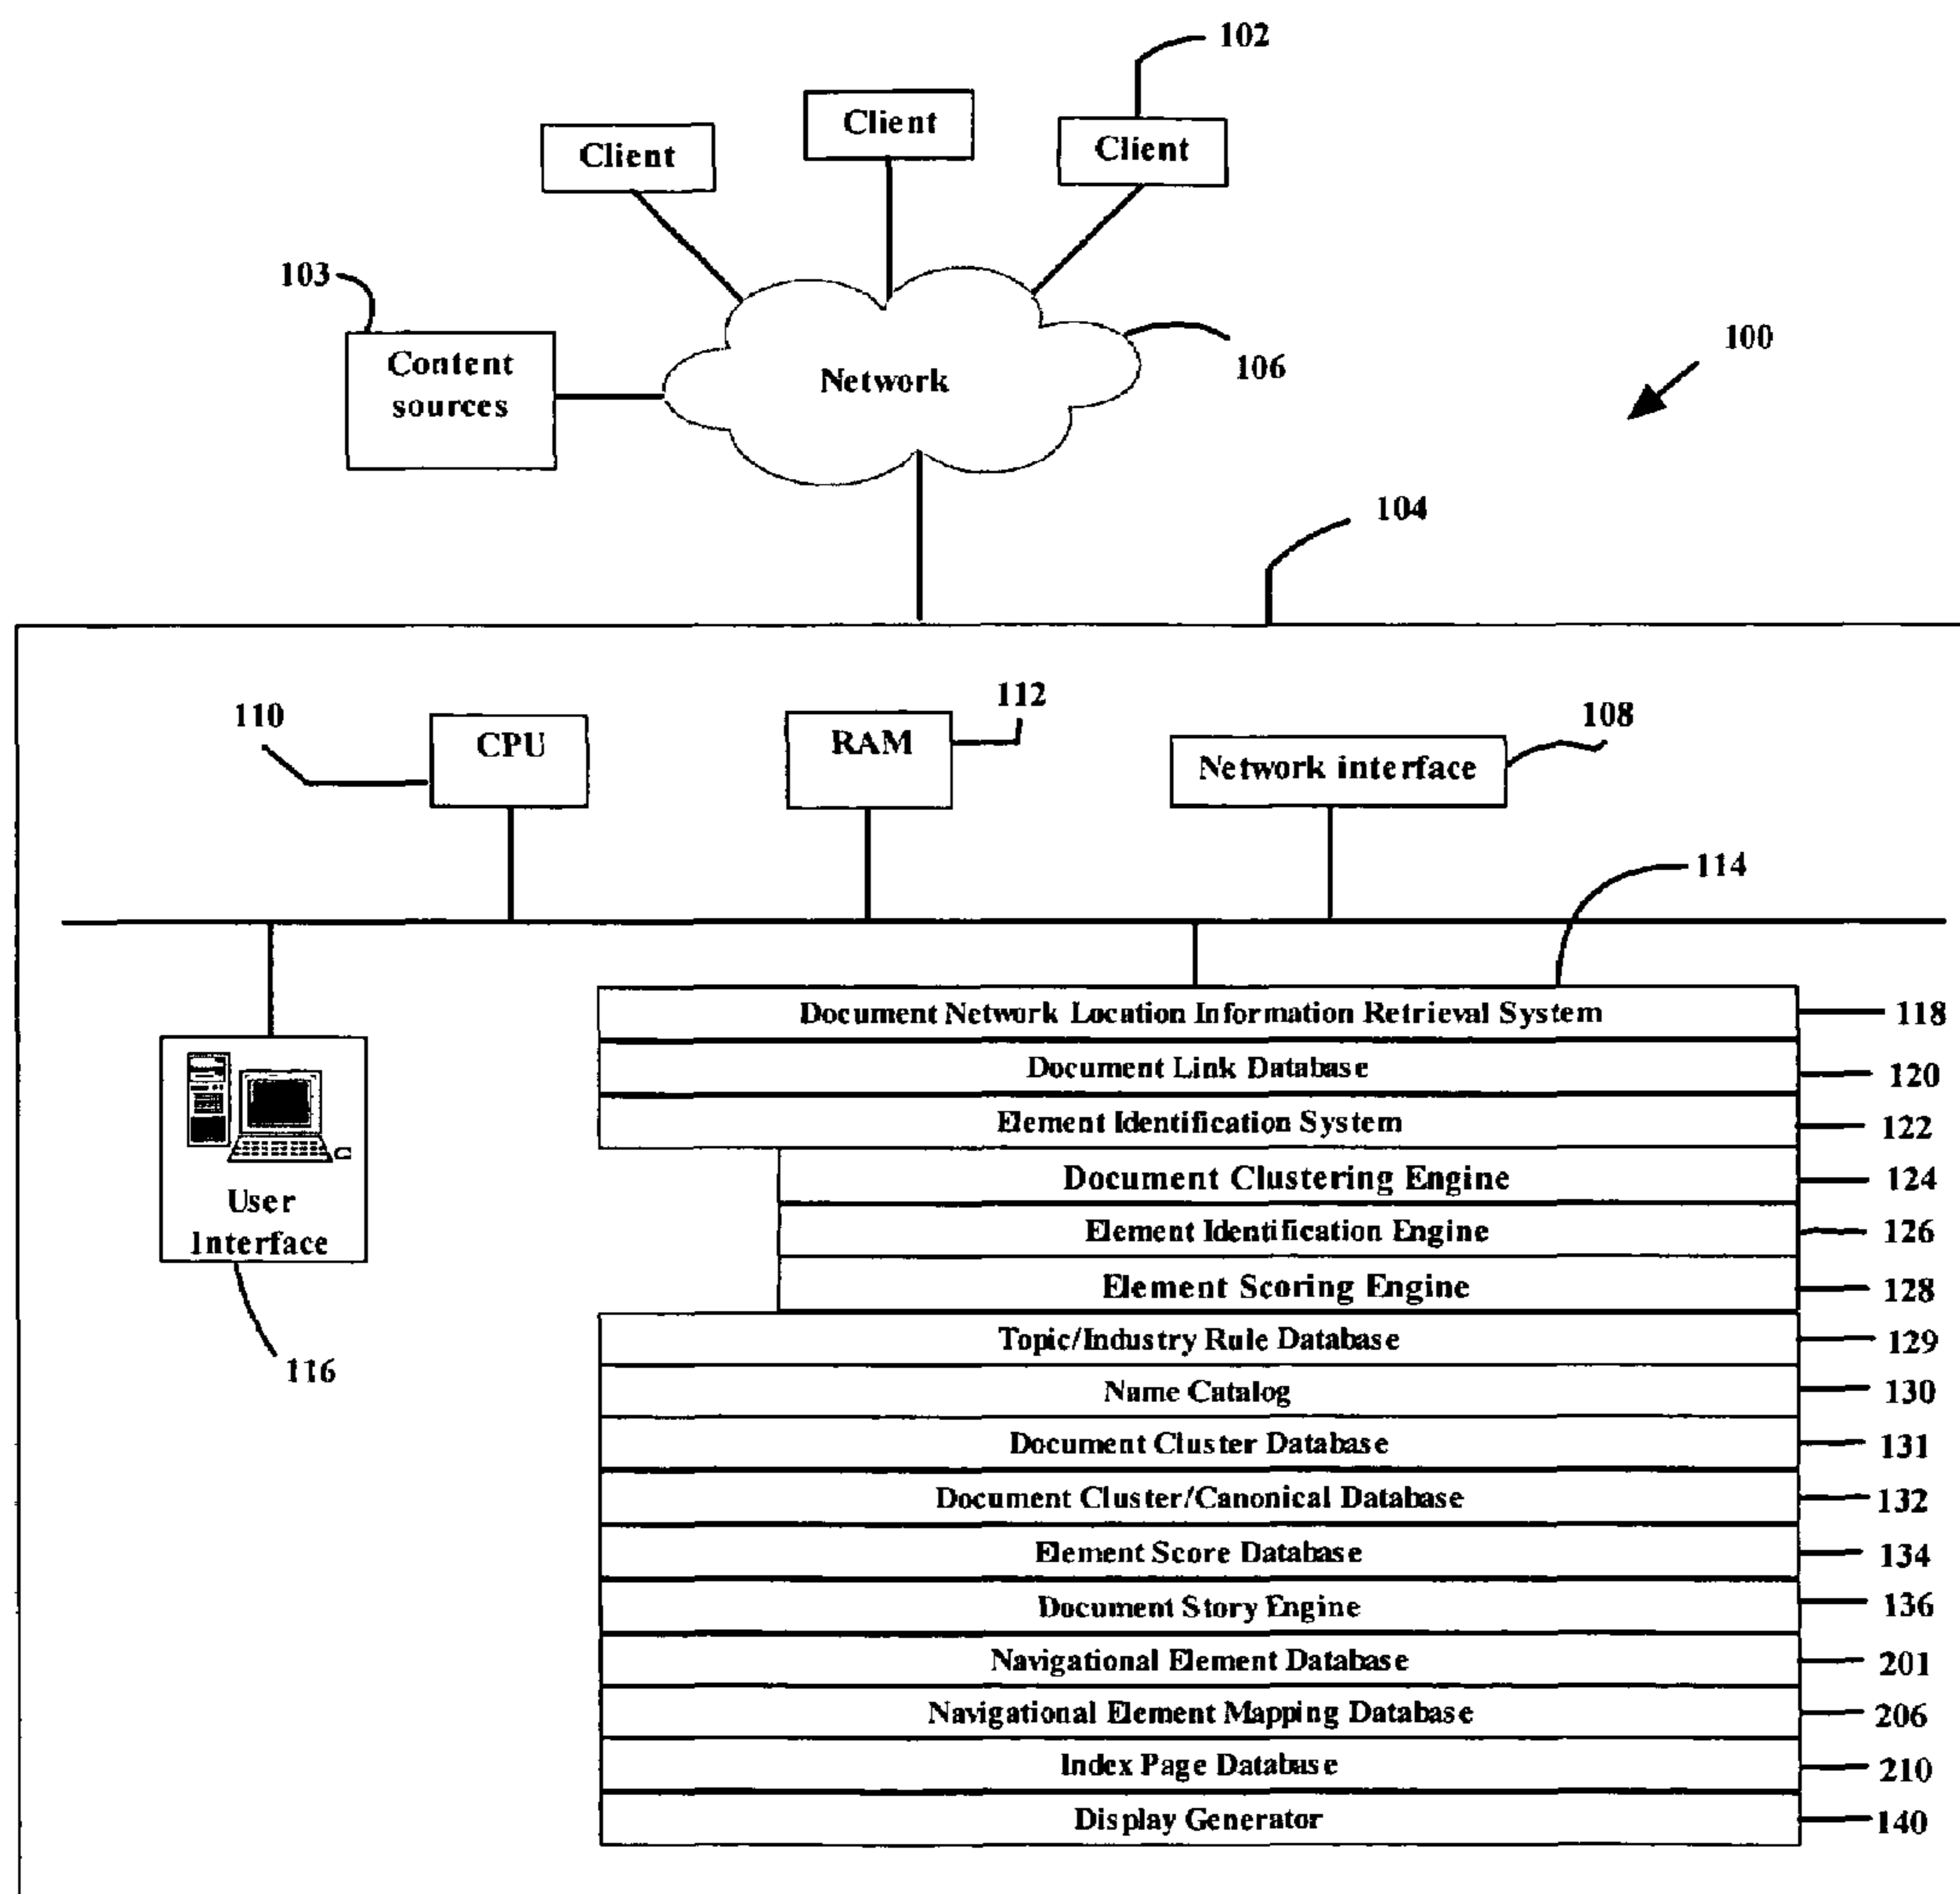 102
Client
Client
Client
103
Content
sources
Network
106
100
104
110
CPU
RAM
112
Network interface
108
114
Document Network Location Information Retrieval System
118
Document Link Database
120
Element Identification System
122
Document Clustering Engine
124
Element Identification Engine
126
Element Scoring Engine
128
Topic/Industry Rule Database
129
Name Catalog
130
Document Cluster Database
131
Document Cluster/Canonical Database
132
Element Score Database
134
Document Story Engine
136
Navigational Element Database
201
Navigational Element Mapping Database
206
Index Page Database
210
Display Generator
140
User
Interface
116